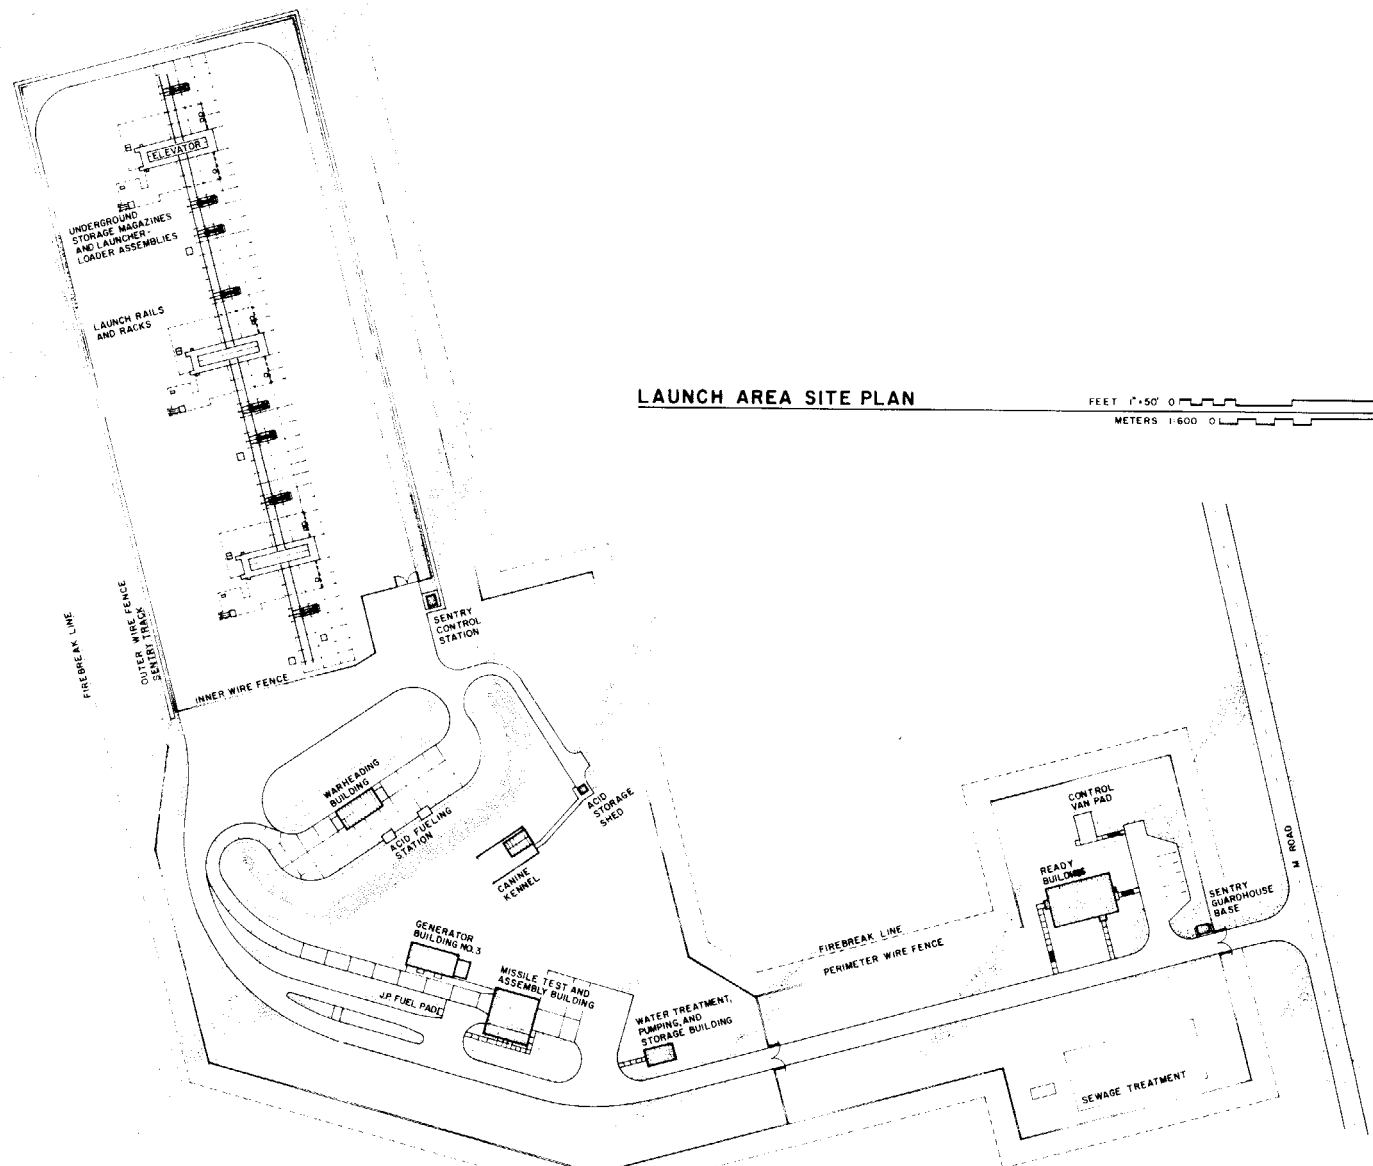 ELEVATOR
UNDERGROUND
STORAGE MAGAZINES
AND LAUNCHER-
LOADER ASSEMBLIES
LAUNCH RAILS
AND RACKS
LAUNCH AREA SITE PLAN
FEET 1"=50' 0
METERS 1:600 0
FIREBREAK LINE
OUTER WIRE FENCE
SENTRY TRACK
INNER WIRE FENCE
SENTRY
CONTROL
STATION
WARHEADING
BUILDING
ACID FUELING
STATION
ACID
STORAGE
SHED
CANINE
KENNEL
GENERATOR
BUILDING NO.3
MISSILE TEST AND
ASSEMBLY BUILDING
J.P. FUEL PAD
WATER TREATMENT,
PUMPING, AND
STORAGE BUILDING
FIREBREAK LINE
PERIMETER WIRE FENCE
CONTROL
VAN PAD
READY
BUILDING
SENTRY
GUARDHOUSE
BASE
M ROAD
SEWAGE TREATMENT